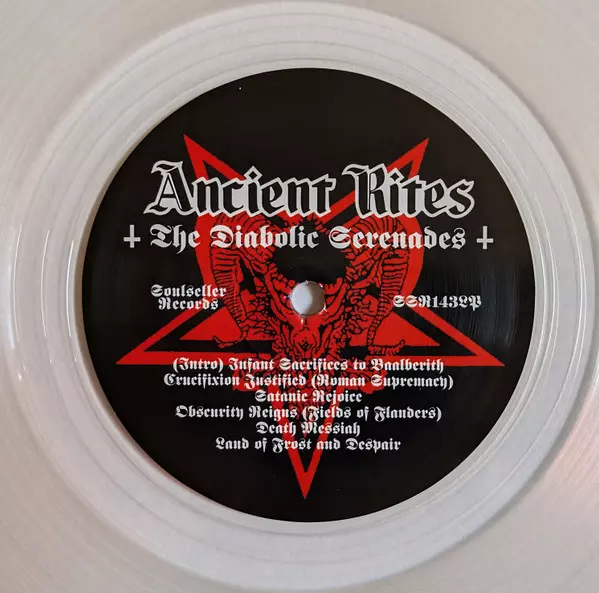 Ancient Rites
The Diabolic Serenades
Soulseller
Records
SSR143LP
(Intro) Infant Sacrifices to Baalberith
Crucifixion Justified (Roman Supremacy)
Satanic Rejoice
Obscurity Reigns (Fields of Flanders)
Death Messiah
Land of Frost and Despair